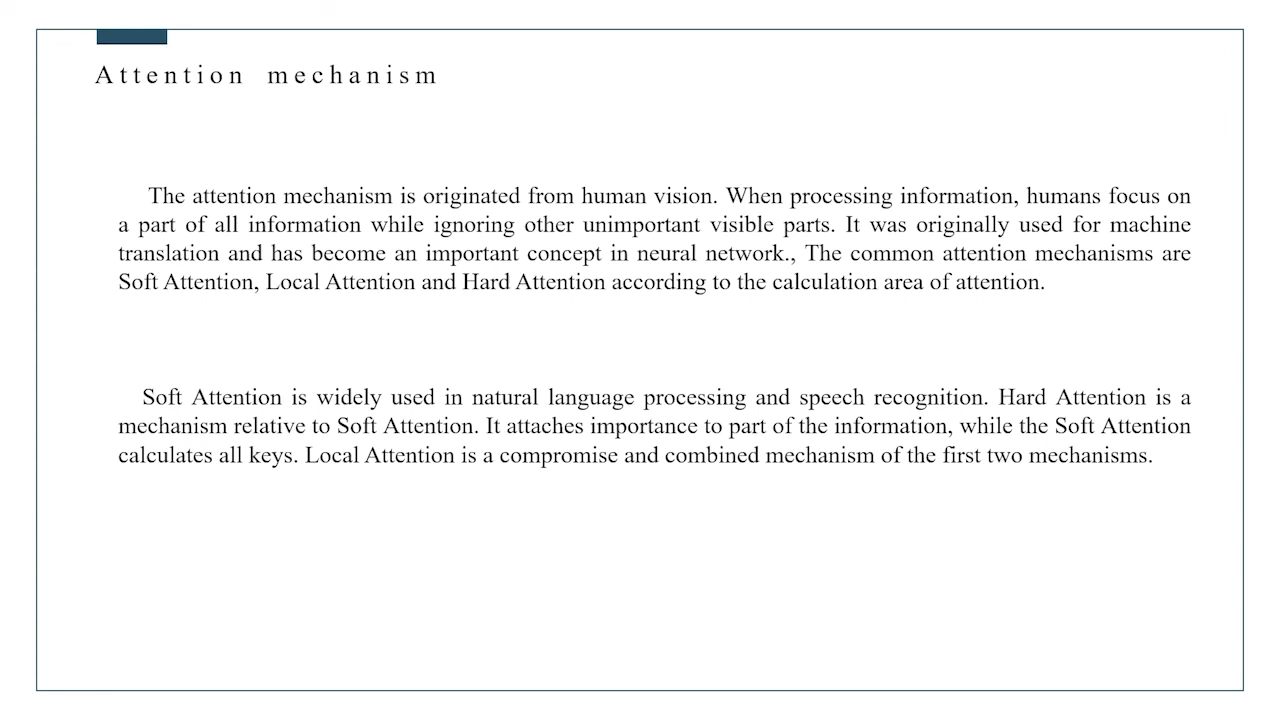 Attention mechanism
The attention mechanism is originated from human vision. When processing information, humans focus on
a part of all information while ignoring other unimportant visible parts. It was originally used for machine
translation and has become an important concept in neural network., The common attention mechanisms are
Soft Attention, Local Attention and Hard Attention according to the calculation area of attention.
Soft Attention is widely used in natural language processing and speech recognition. Hard Attention is a
mechanism relative to Soft Attention. It attaches importance to part of the information, while the Soft Attention
calculates all keys. Local Attention is a compromise and combined mechanism of the first two mechanisms.